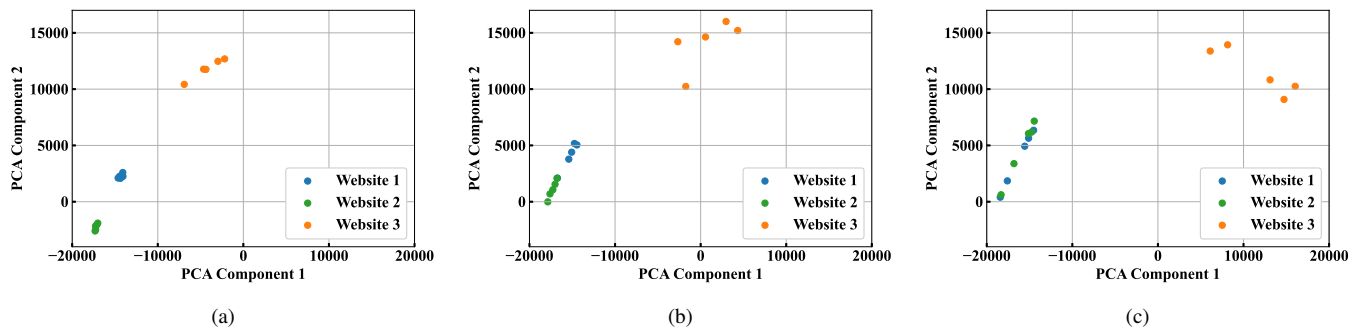 15000
10000
5000
0
PCA Component 2
Website 1
Website 2
Website 3
−20000 −10000 0 10000 20000
PCA Component 1
(a)
15000
10000
5000
0
PCA Component 2
Website 1
Website 2
Website 3
−20000 −10000 0 10000 20000
PCA Component 1
(b)
15000
10000
5000
0
PCA Component 2
Website 1
Website 2
Website 3
−20000 −10000 0 10000 20000
PCA Component 1
(c)